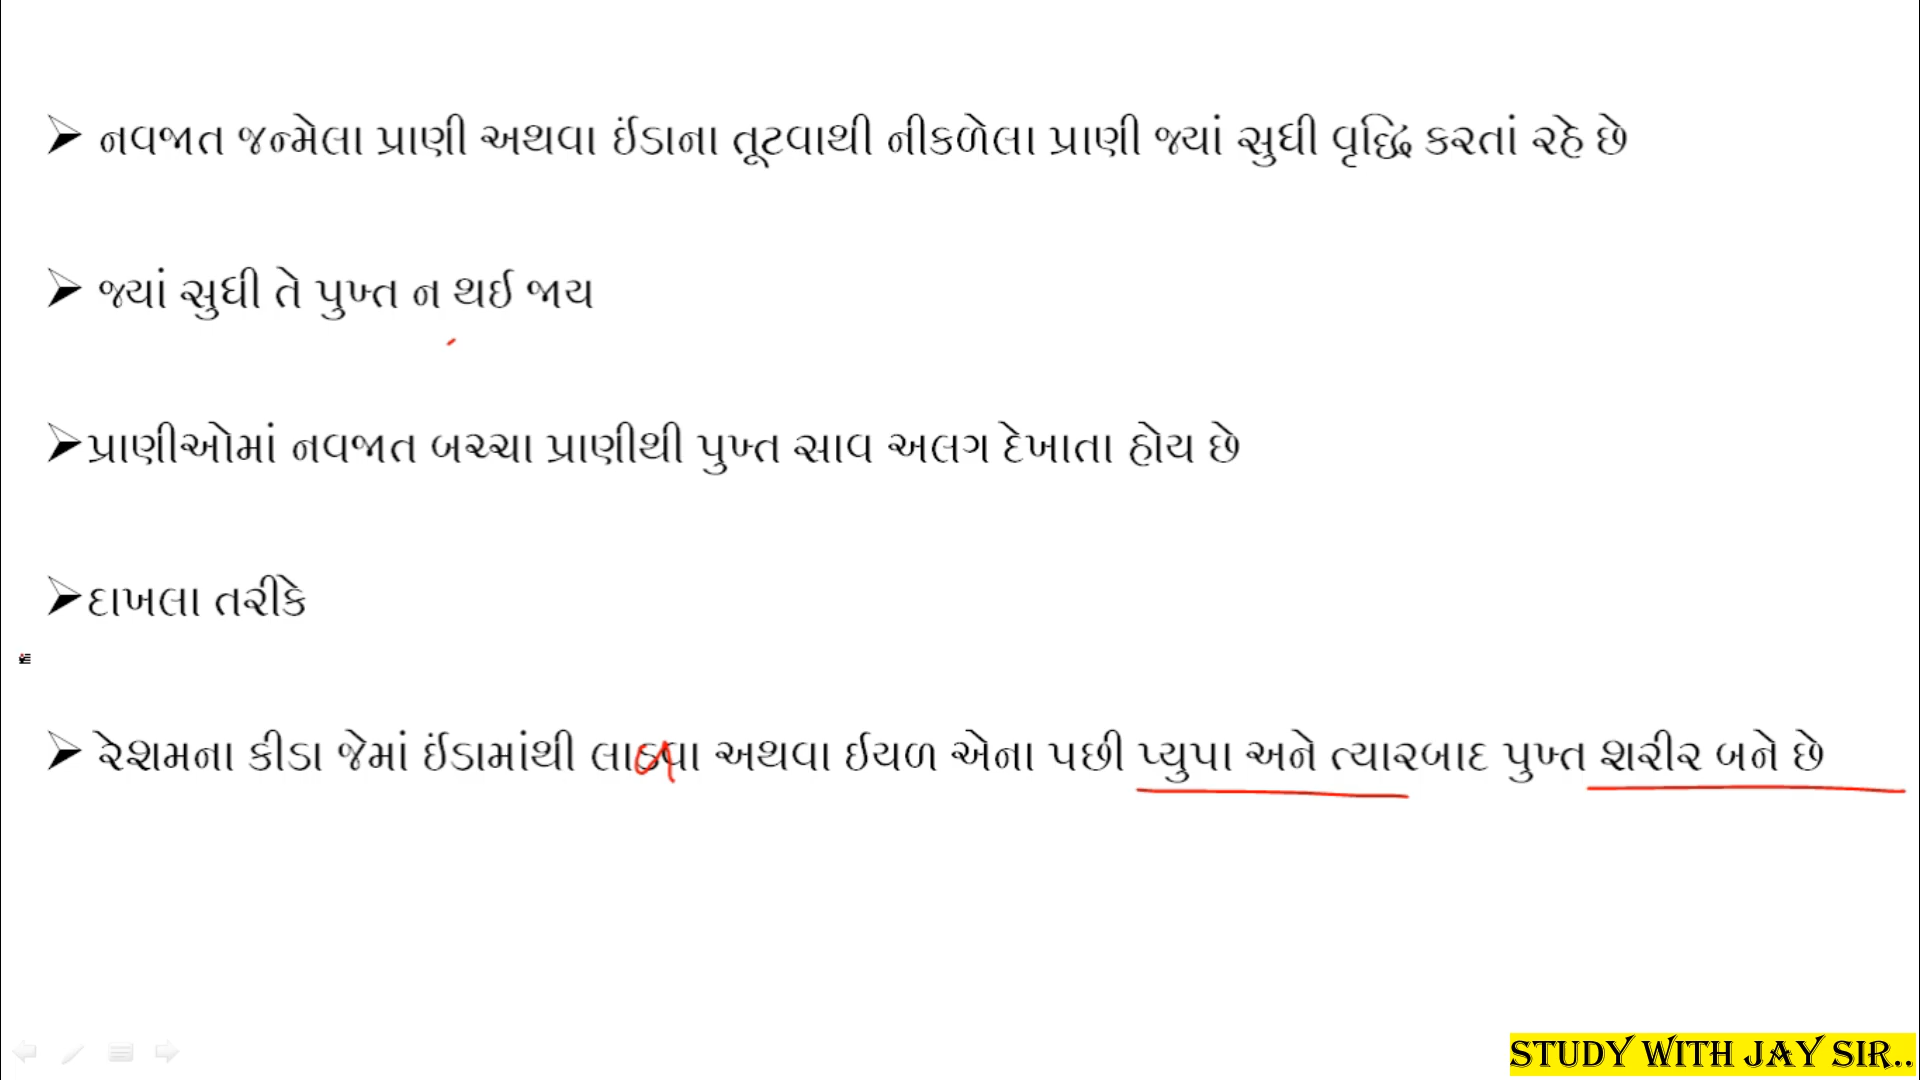 ➤ નવજાત જન્મેલા પ્રાણી અથવા ઈંડાના તૂટવાથી નીકળેલા પ્રાણી જ્યાં સુધી વૃદ્ધિ કરતાં રહે છે
➤ જ્યાં સુધી તે પુખ્ત ન થઈ જાય
➤પ્રાણીઓમાં નવજાત બચ્ચા પ્રાણીથી પુખ્ત સાવ અલગ દેખાતા હોય છે
➤દાખલા તરીકે
➤ રેશમના કીડા જેમાં ઈંડામાંથી અથવા ઈયળ એના પછી પ્યુપા અને ત્યારબાદ પુખ્ત શરીર બને છે
STUDY WITH JAY SIR..